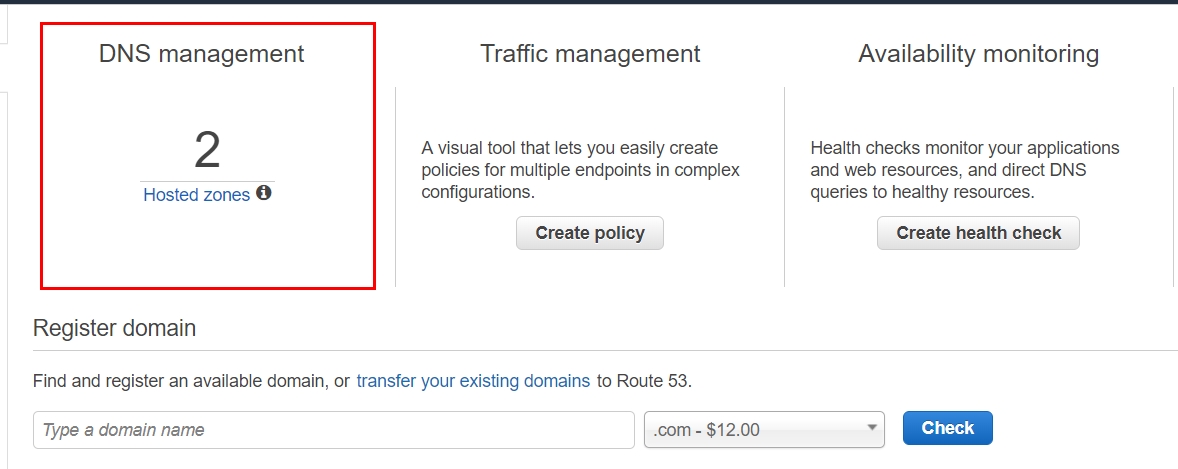 DNS management
2
Hosted zones
Traffic management
A visual tool that lets you easily create
policies for multiple endpoints in complex
configurations.
Create policy
Availability monitoring
Health checks monitor your applications
and web resources, and direct DNS
queries to healthy resources.
Create health check
Register domain
Find and register an available domain, or transfer your existing domains to Route 53.
Type a domain name
.com - $12.00
Check